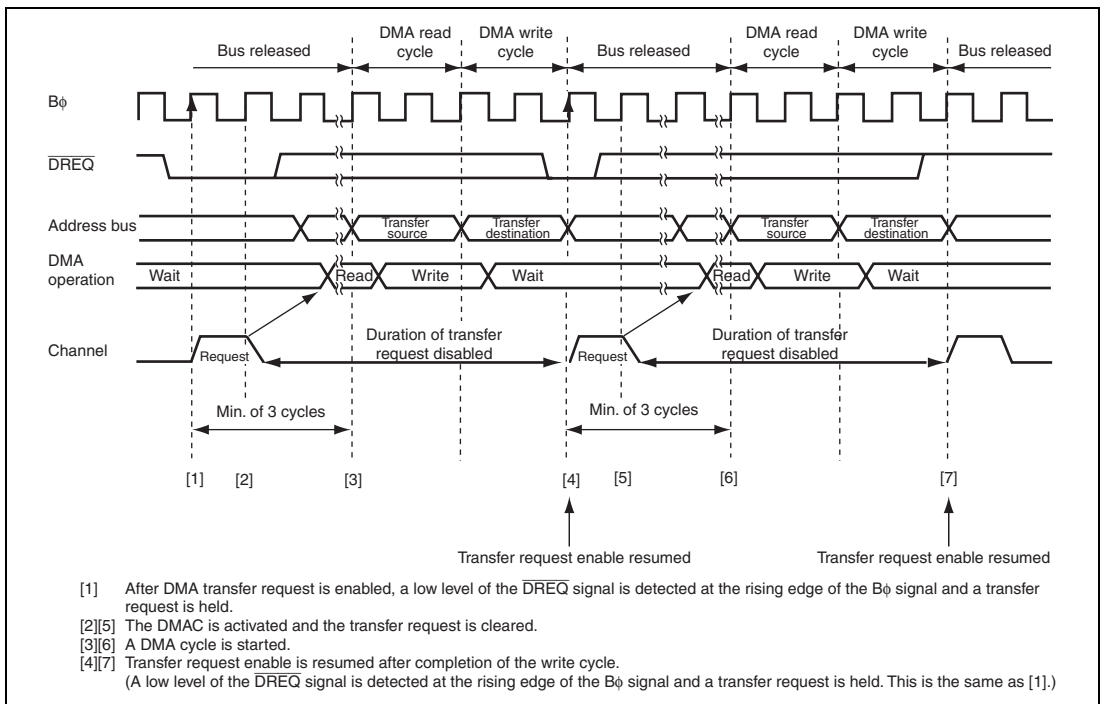 DMA read cycle DMA write cycle DMA read cycle DMA write cycle
Bus released Bus released Bus released
Bφ
DREQ
Address bus Transfer source Transfer destination Transfer source Transfer destination
DMA operation Wait Read Write Wait Read Write Wait
Channel Request Duration of transfer request disabled Request Duration of transfer request disabled
Min. of 3 cycles Min. of 3 cycles
[1] [2] [3] [4] [5] [6] [7]
Transfer request enable resumed Transfer request enable resumed
[1] After DMA transfer request is enabled, a low level of the DREQ signal is detected at the rising edge of the Bφ signal and a transfer
request is held.
[2][5] The DMAC is activated and the transfer request is cleared.
[3][6] A DMA cycle is started.
[4][7] Transfer request enable is resumed after completion of the write cycle.
(A low level of the DREQ signal is detected at the rising edge of the Bφ signal and a transfer request is held. This is the same as [1].)